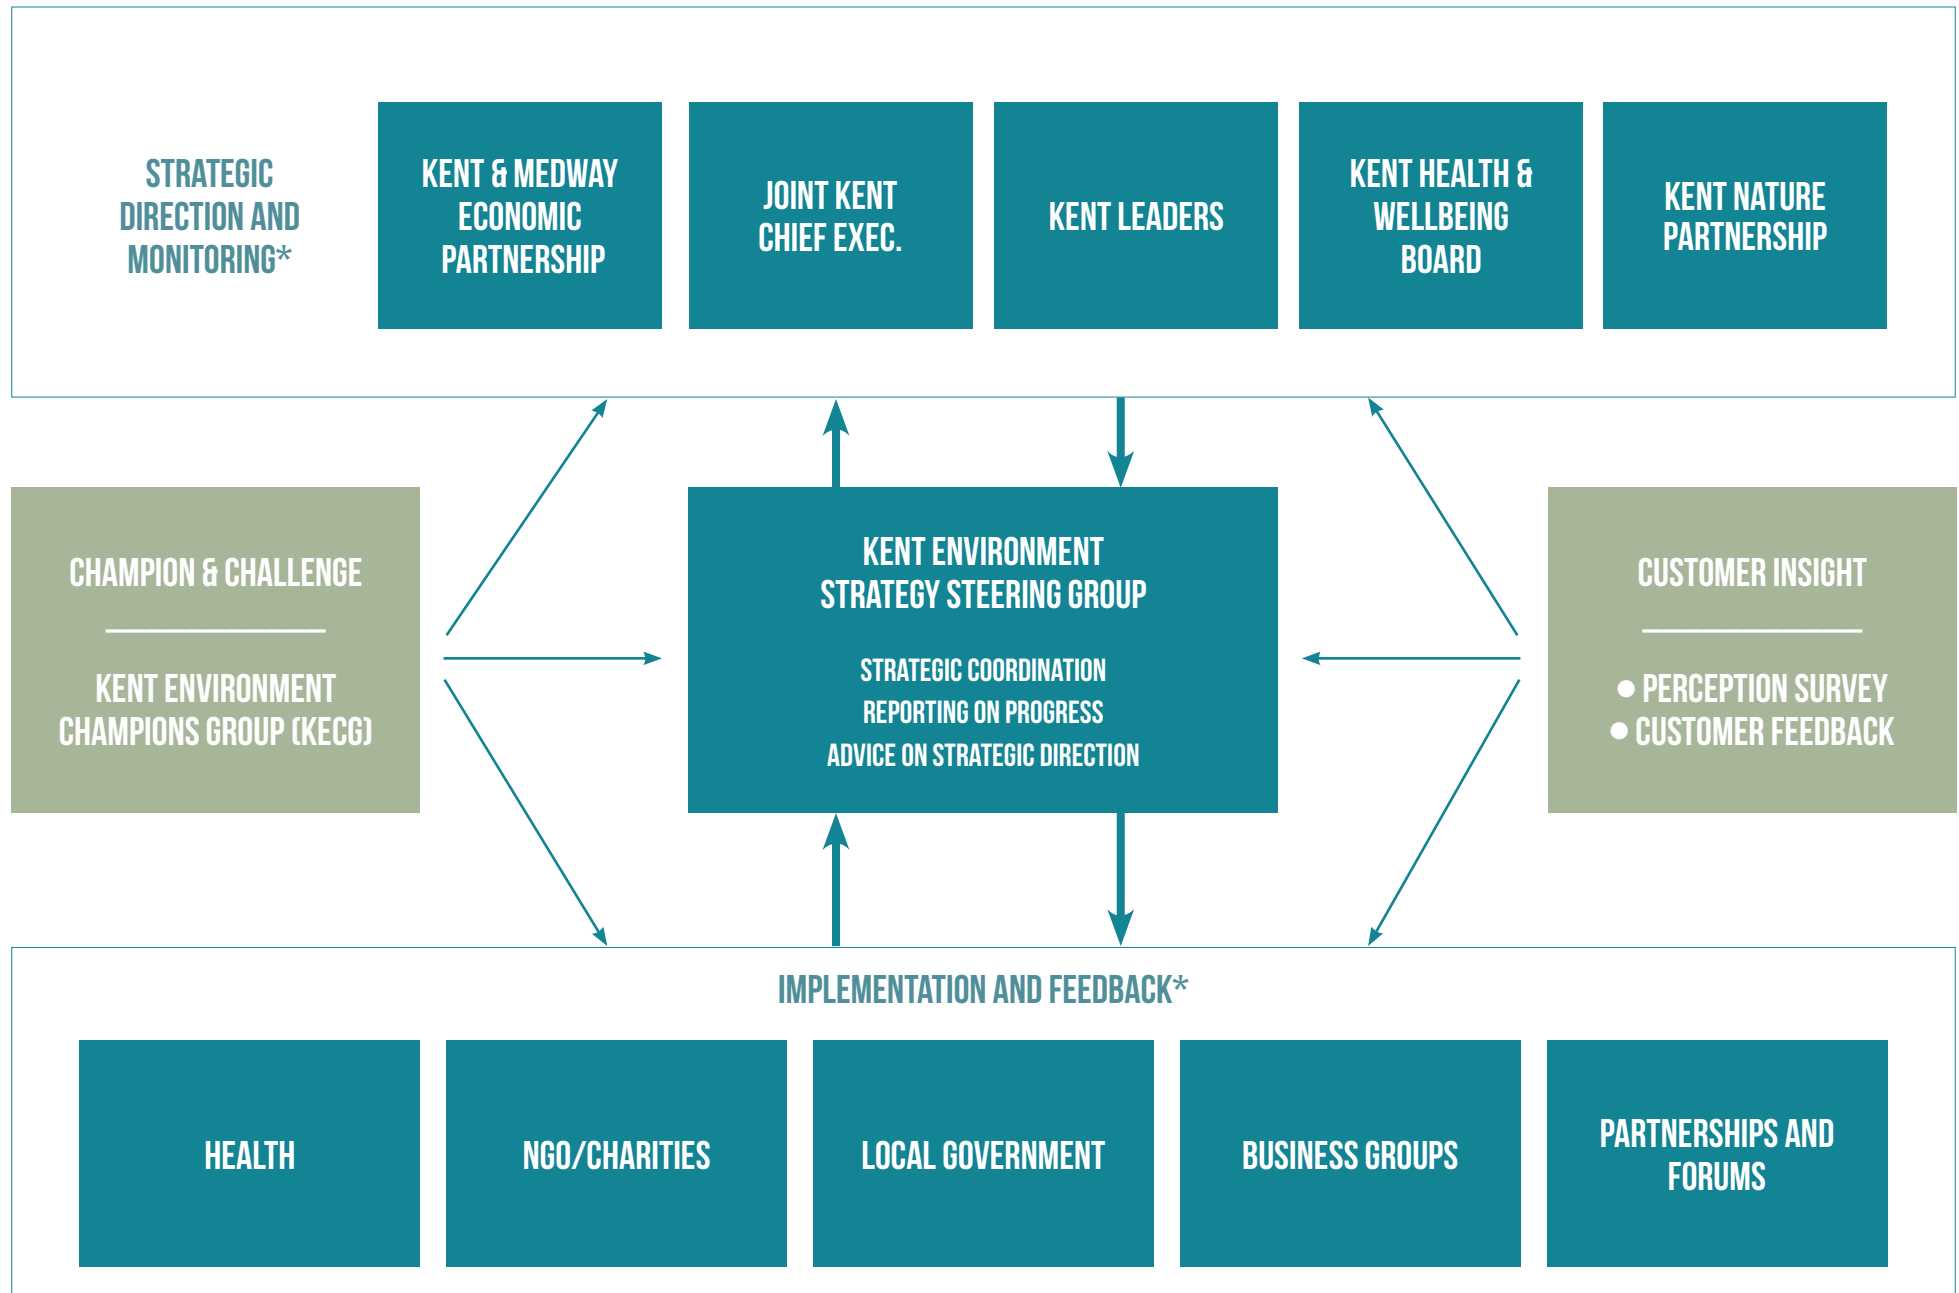 STRATEGIC
DIRECTION AND
MONITORING*
KENT & MEDWAY
ECONOMIC
PARTNERSHIP
JOINT KENT
CHIEF EXEC.
KENT LEADERS
KENT HEALTH &
WELLBEING
BOARD
KENT NATURE
PARTNERSHIP
CHAMPION & CHALLENGE
KENT ENVIRONMENT
CHAMPIONS GROUP (KECG)
KENT ENVIRONMENT
STRATEGY STEERING GROUP
STRATEGIC COORDINATION
REPORTING ON PROGRESS
ADVICE ON STRATEGIC DIRECTION
CUSTOMER INSIGHT
● PERCEPTION SURVEY
● CUSTOMER FEEDBACK
IMPLEMENTATION AND FEEDBACK*
HEALTH
NGO/CHARITIES
LOCAL GOVERNMENT
BUSINESS GROUPS
PARTNERSHIPS AND
FORUMS